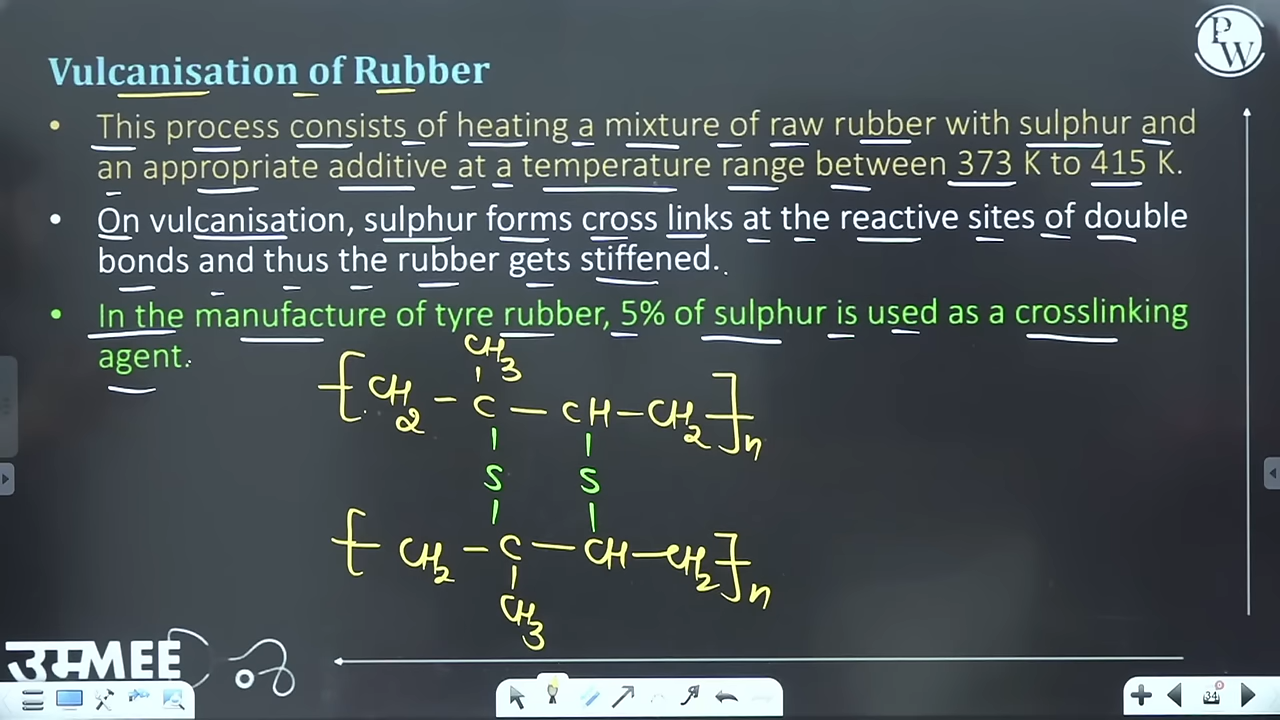 PW
Vulcanisation of Rubber
• This process consists of heating a mixture of raw rubber with sulphur and
an appropriate additive at a temperature range between 373 K to 415 K.
• On vulcanisation, sulphur forms cross links at the reactive sites of double
bonds and thus the rubber gets stiffened.
• In the manufacture of tyre rubber, 5% of sulphur is used as a crosslinking
agent.
CH3
[CH2 - C - CH - CH2]n
S S
[CH2 - C - CH - CH2]n
CH3
उम्MEE
34